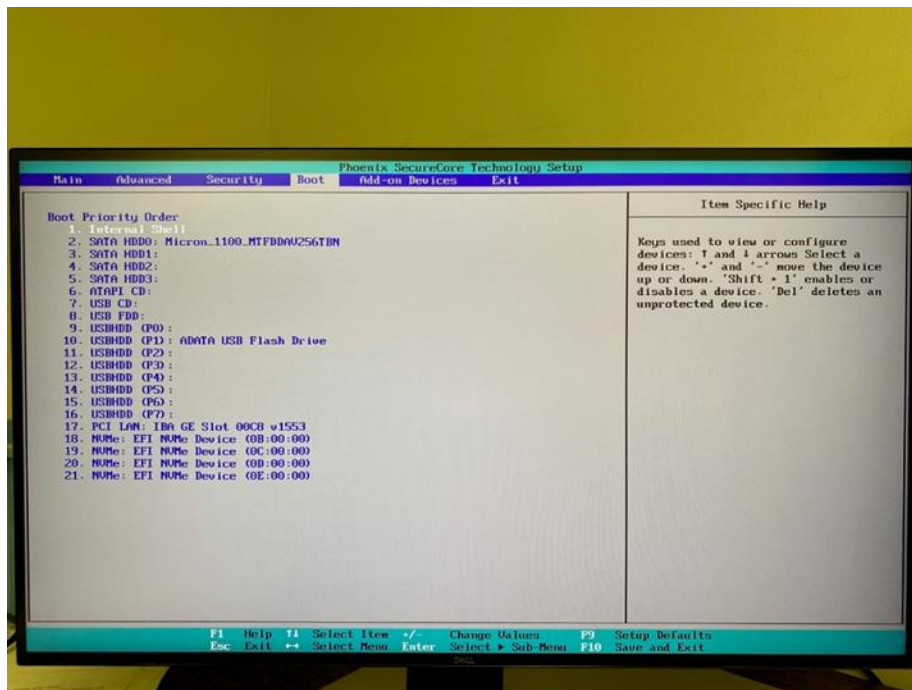 Phoenix SecureCore Technology Setup
Main Advanced Security Boot Add-on Devices Exit
Boot Priority Order
1. Internal Shell
2. SATA HDD0: Micron_1100_MTFDDAV256TBN
3. SATA HDD1:
4. SATA HDD2:
5. SATA HDD3:
6. ATAPI CD:
7. USB CD:
8. USB FDD:
9. USBHDD (P0):
10. USBHDD (P1): ADATA USB Flash Drive
11. USBHDD (P2):
12. USBHDD (P3):
13. USBHDD (P4):
14. USBHDD (P5):
15. USBHDD (P6):
16. USBHDD (P7):
17. PCI LAN: IBA GE Slot 00C8 v1553
18. NVMe: EFI NVMe Device (0B:00:00)
19. NVMe: EFI NVMe Device (0C:00:00)
20. NVMe: EFI NVMe Device (0D:00:00)
21. NVMe: EFI NVMe Device (0E:00:00)
Item Specific Help
Keys used to view or configure
devices: ↑ and ↓ arrows Select a
device. '+' and '-' move the device
up or down. 'Shift + 1' enables or
disables a device. 'Del' deletes an
unprotected device.
F1 Help ↑↓ Select Item +/- Change Values F9 Setup Defaults
Esc Exit ↔ Select Menu Enter Select ▶ Sub-Menu F10 Save and Exit
DELL